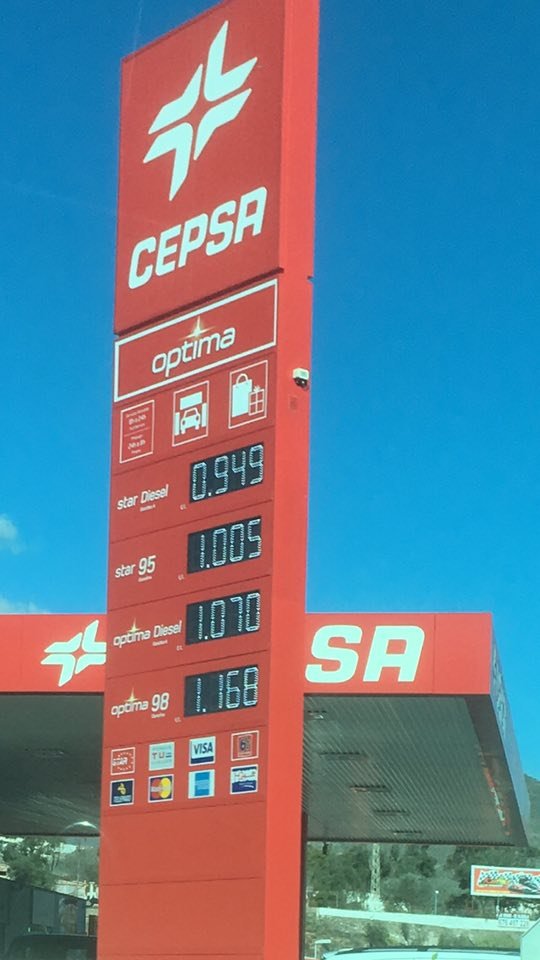 CEPSA
optima
star Diesel
0.949
star 95
1.005
optima Diesel
1.070
optima 98
1.168
SA
STAR
VISA